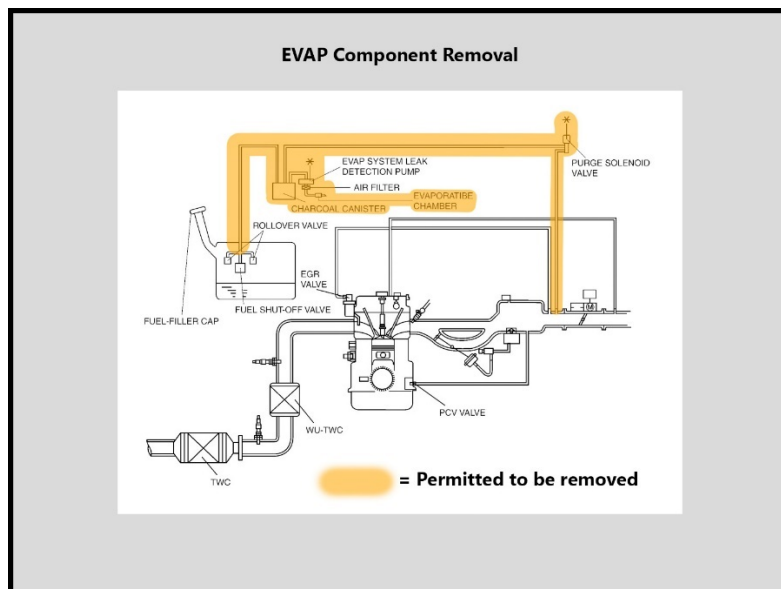 EVAP Component Removal
*
*
EVAP SYSTEM LEAK
DETECTION PUMP
PURGE SOLENOID
VALVE
AIR FILTER
EVAPORATIBE
CHAMBER
CHARCOAL CANISTER
ROLLOVER VALVE
EGR
VALVE
FUEL SHUT-OFF VALVE
FUEL-FILLER CAP
M
PCV VALVE
WU-TWC
TWC
= Permitted to be removed